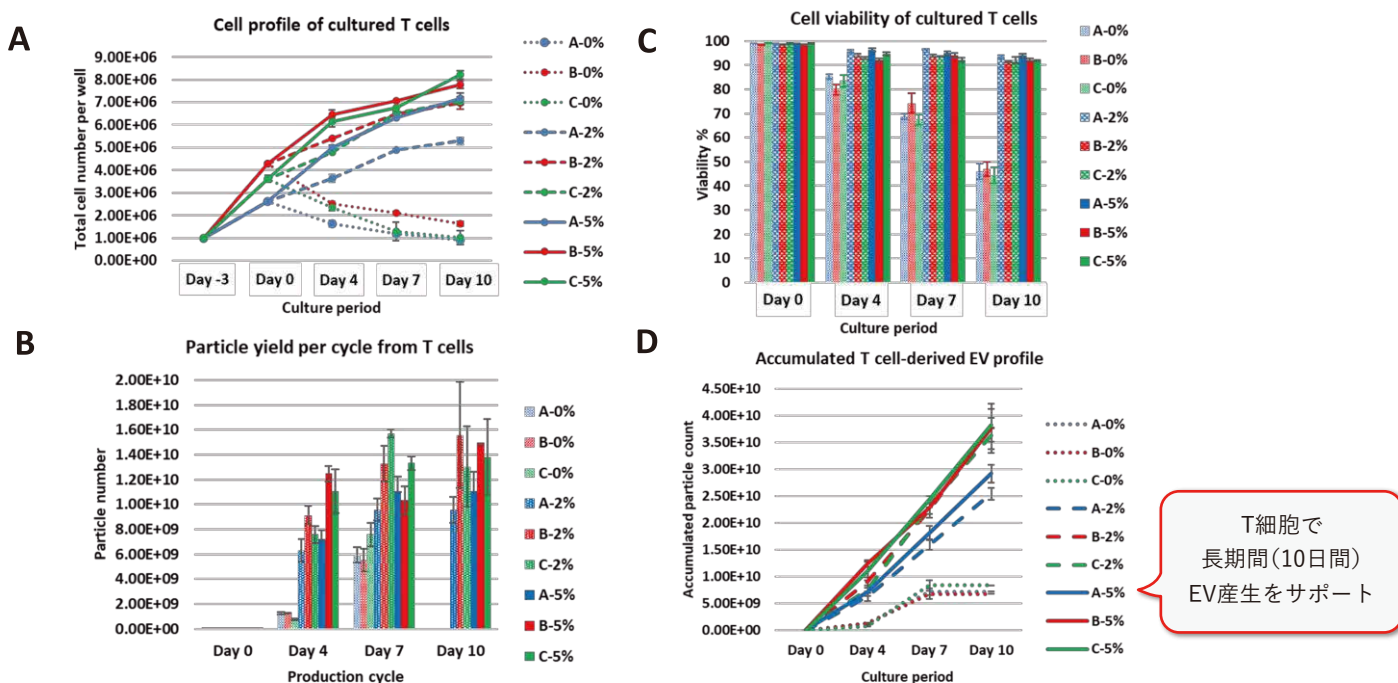 A
Cell profile of cultured T cells
Total cell number per well
9.00E+06
8.00E+06
7.00E+06
6.00E+06
5.00E+06
4.00E+06
3.00E+06
2.00E+06
1.00E+06
0.00E+00
Day -3 Day 0 Day 4 Day 7 Day 10
Culture period
A-0%
B-0%
C-0%
A-2%
B-2%
C-2%
A-5%
B-5%
C-5%
C
Cell viability of cultured T cells
Viability %
100
90
80
70
60
50
40
30
20
10
0
Day 0 Day 4 Day 7 Day 10
Culture period
A-0%
B-0%
C-0%
A-2%
B-2%
C-2%
A-5%
B-5%
C-5%
B
Particle yield per cycle from T cells
Particle number
2.00E+10
1.80E+10
1.60E+10
1.40E+10
1.20E+10
1.00E+10
8.00E+09
6.00E+09
4.00E+09
2.00E+09
0.00E+00
Day 0 Day 4 Day 7 Day 10
Production cycle
A-0%
B-0%
C-0%
A-2%
B-2%
C-2%
A-5%
B-5%
C-5%
D
Accumulated T cell-derived EV profile
Accumulated particle count
4.50E+10
4.00E+10
3.50E+10
3.00E+10
2.50E+10
2.00E+10
1.50E+10
1.00E+10
5.00E+09
0.00E+00
Day 0 Day 4 Day 7 Day 10
Culture period
A-0%
B-0%
C-0%
A-2%
B-2%
C-2%
A-5%
B-5%
C-5%
T細胞で
長期間(10日間)
EV産生をサポート